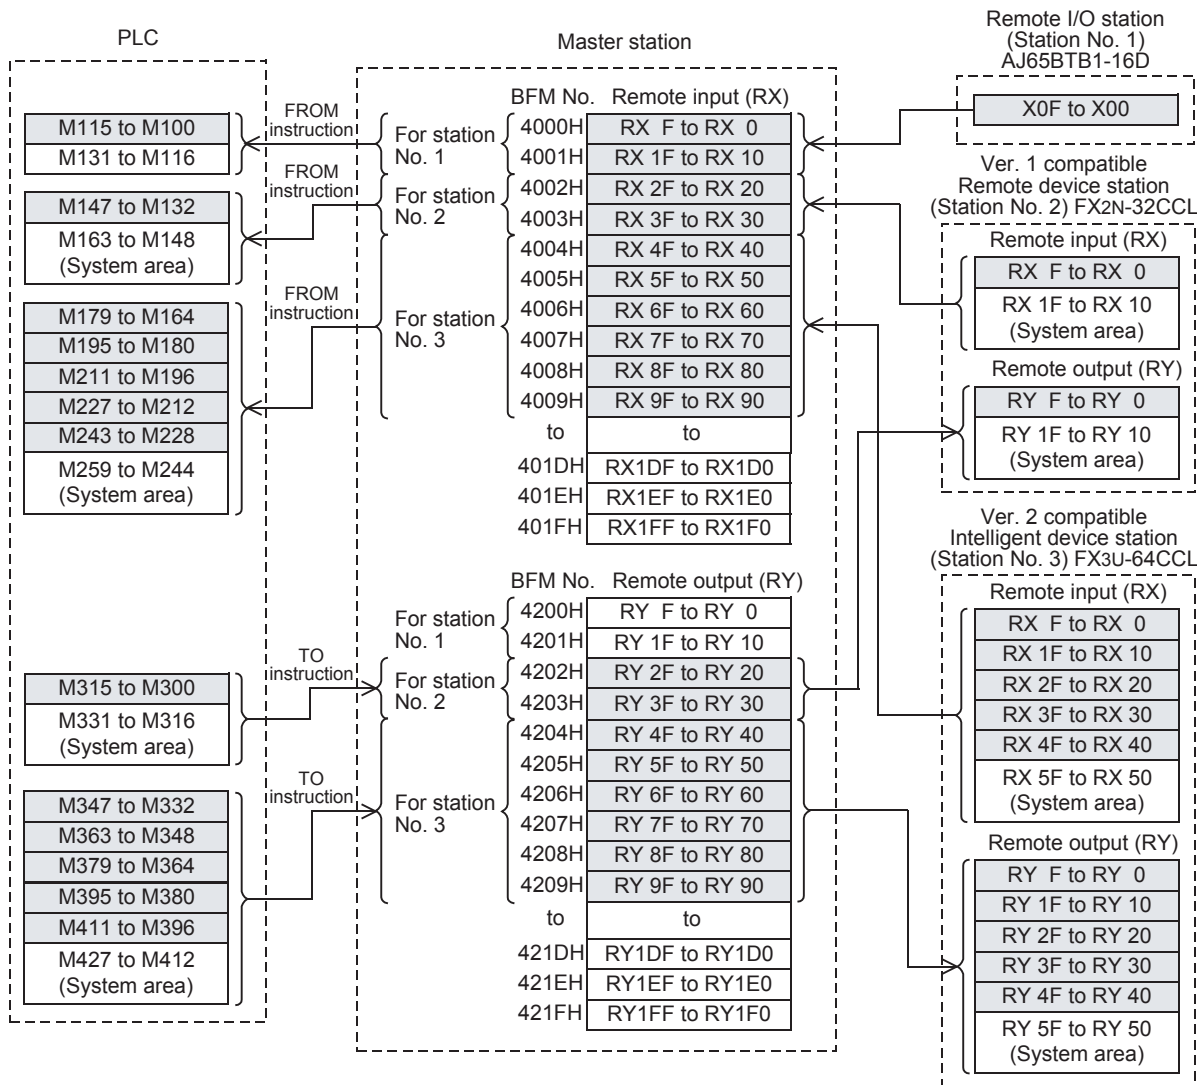 PLC
FROM instruction
M115 to M100
M131 to M116
FROM instruction
M147 to M132
M163 to M148
(System area)
FROM instruction
M179 to M164
M195 to M180
M211 to M196
M227 to M212
M243 to M228
M259 to M244
(System area)
TO instruction
M315 to M300
M331 to M316
(System area)
TO instruction
M347 to M332
M363 to M348
M379 to M364
M395 to M380
M411 to M396
M427 to M412
(System area)
Master station
BFM No. Remote input (RX)
For station No. 1
4000H RX F to RX 0
4001H RX 1F to RX 10
For station No. 2
4002H RX 2F to RX 20
4003H RX 3F to RX 30
For station No. 3
4004H RX 4F to RX 40
4005H RX 5F to RX 50
4006H RX 6F to RX 60
4007H RX 7F to RX 70
4008H RX 8F to RX 80
4009H RX 9F to RX 90
to to
401DH RX1DF to RX1D0
401EH RX1EF to RX1E0
401FH RX1FF to RX1F0
BFM No. Remote output (RY)
For station No. 1
4200H RY F to RY 0
4201H RY 1F to RY 10
For station No. 2
4202H RY 2F to RY 20
4203H RY 3F to RY 30
For station No. 3
4204H RY 4F to RY 40
4205H RY 5F to RY 50
4206H RY 6F to RY 60
4207H RY 7F to RY 70
4208H RY 8F to RY 80
4209H RY 9F to RY 90
to to
421DH RY1DF to RY1D0
421EH RY1EF to RY1E0
421FH RY1FF to RY1F0
Remote I/O station
(Station No. 1)
AJ65BTB1-16D
X0F to X00
Ver. 1 compatible
Remote device station
(Station No. 2) FX2N-32CCL
Remote input (RX)
RX F to RX 0
RX 1F to RX 10
(System area)
Remote output (RY)
RY F to RY 0
RY 1F to RY 10
(System area)
Ver. 2 compatible
Intelligent device station
(Station No. 3) FX3U-64CCL
Remote input (RX)
RX F to RX 0
RX 1F to RX 10
RX 2F to RX 20
RX 3F to RX 30
RX 4F to RX 40
RX 5F to RX 50
(System area)
Remote output (RY)
RY F to RY 0
RY 1F to RY 10
RY 2F to RY 20
RY 3F to RY 30
RY 4F to RY 40
RY 5F to RY 50
(System area)